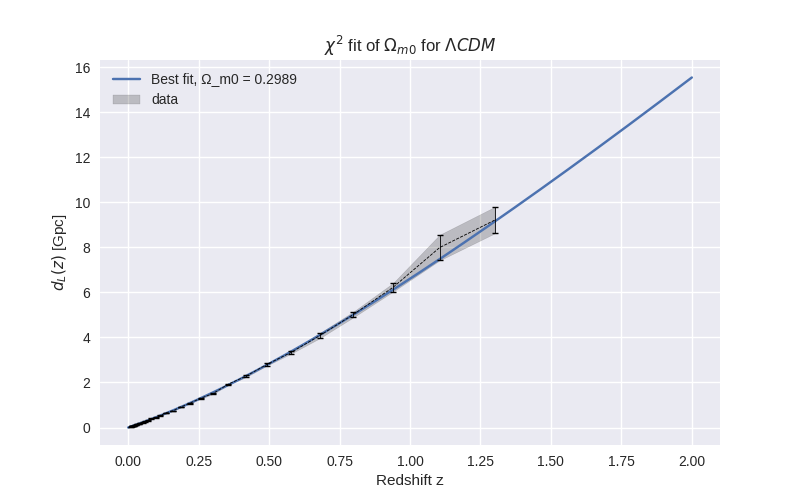 χ² fit of Ω_{m0} for ΛCDM
Best fit, Ω_m0 = 0.2989
data
d_L(z) [Gpc]
16
14
12
10
8
6
4
2
0
0.00 0.25 0.50 0.75 1.00 1.25 1.50 1.75 2.00
Redshift z